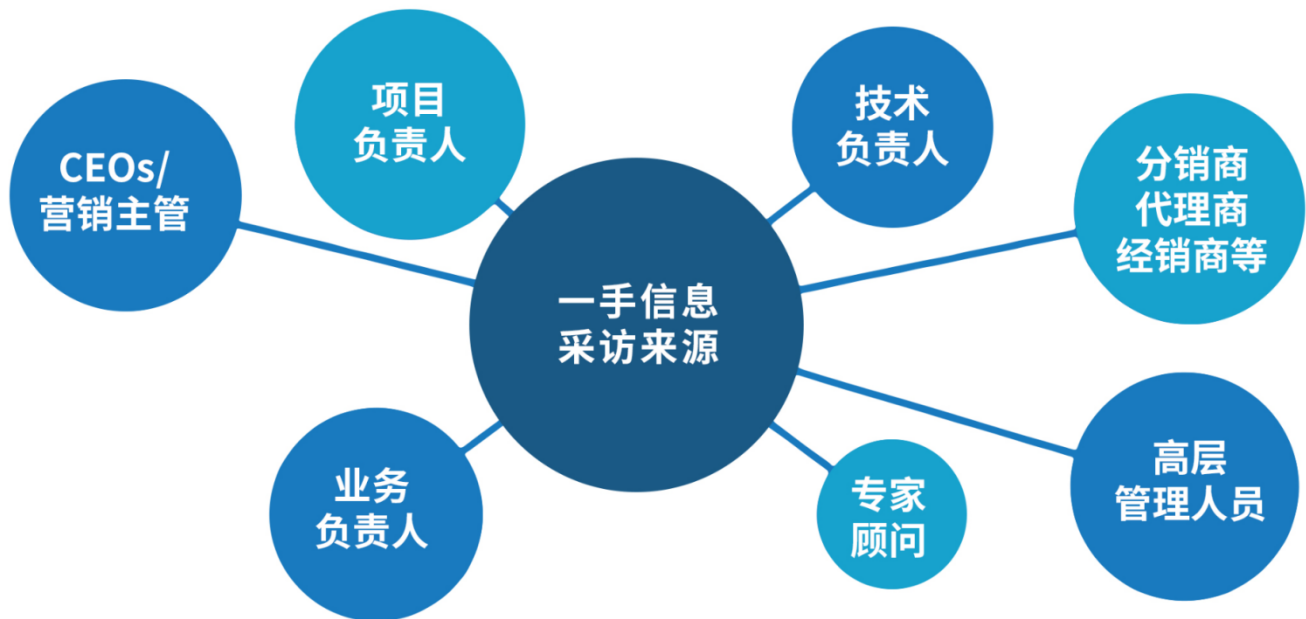 项目
负责人
技术
负责人
CEOs/
营销主管
分销商
代理商
经销商等
一手信息
采访来源
业务
负责人
专家
顾问
高层
管理人员